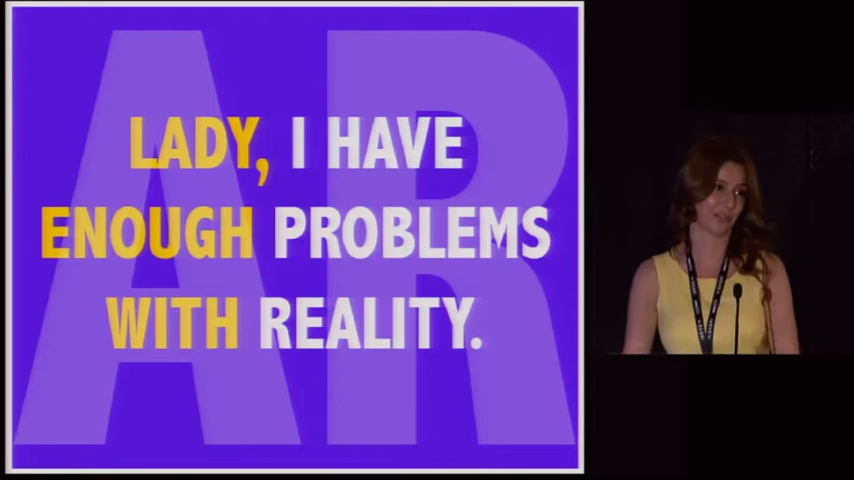 AR
LADY, I HAVE
ENOUGH PROBLEMS
WITH REALITY.